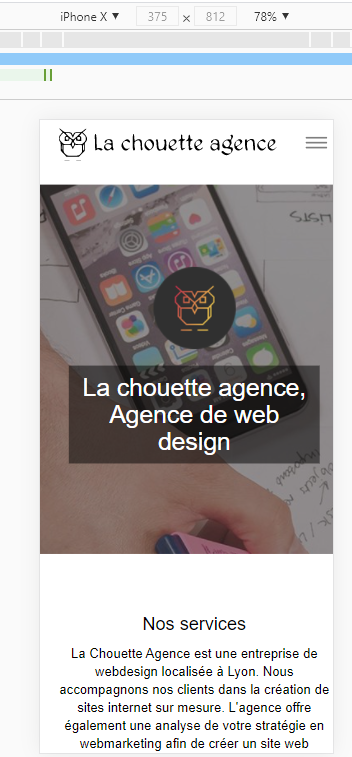 iPhone X ▼ 375 × 812 78% ▼
La chouette agence
La chouette agence,
Agence de web
design
Nos services
La Chouette Agence est une entreprise de
webdesign localisée à Lyon. Nous
accompagnons nos clients dans la création de
sites internet sur mesure. L'agence offre
également une analyse de votre stratégie en
webmarketing afin de créer un site web